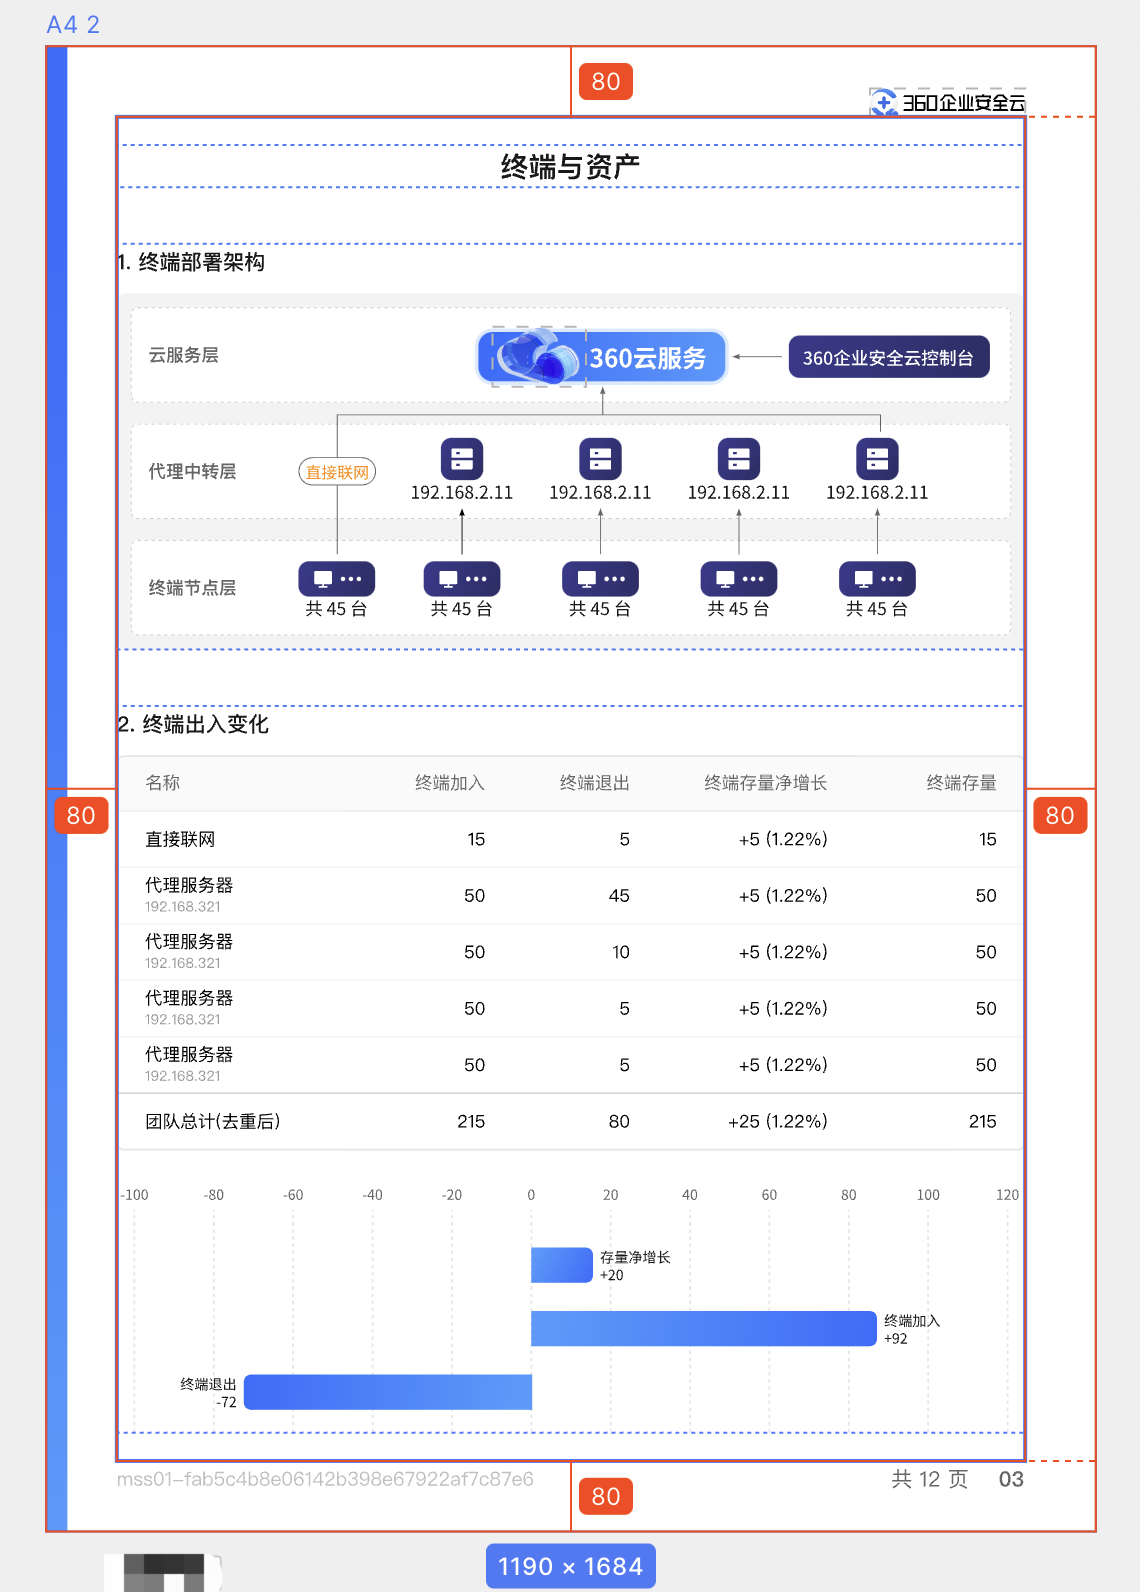 A4 2
80
360企业安全云
终端与资产
1. 终端部署架构
云服务层
360云服务
360企业安全云控制台
代理中转层
直接联网
192.168.2.11
192.168.2.11
192.168.2.11
192.168.2.11
终端节点层
共 45 台
共 45 台
共 45 台
共 45 台
共 45 台
2. 终端出入变化
名称 终端加入 终端退出 终端存量净增长 终端存量
80
80
直接联网 15 5 +5 (1.22%) 15
代理服务器 50 45 +5 (1.22%) 50
192.168.321
代理服务器 50 10 +5 (1.22%) 50
192.168.321
代理服务器 50 5 +5 (1.22%) 50
192.168.321
代理服务器 50 5 +5 (1.22%) 50
192.168.321
团队总计(去重后) 215 80 +25 (1.22%) 215
-100 -80 -60 -40 -20 0 20 40 60 80 100 120
存量净增长
+20
终端加入
+92
终端退出
-72
mss01-fab5c4b8e06142b398e67922af7c87e6
共 12 页 03
80
1190 × 1684